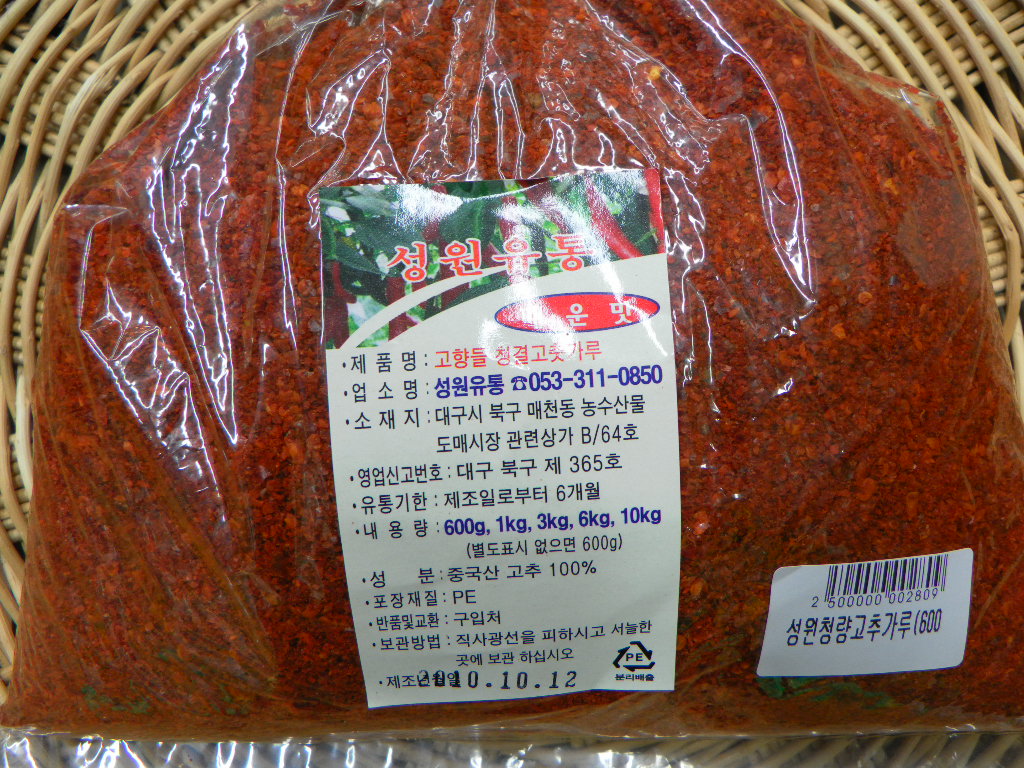 성원유통
운맛
• 제품명 : 고향들 청결고춧가루
• 업소명 : 성원유통 ☎053-311-0850
• 소재지 : 대구시 북구 매천동 농수산물
도매시장 관련상가 B/64호
• 영업신고번호 : 대구 북구 제 365호
• 유통기한 : 제조일로부터 6개월
• 내용량 : 600g, 1kg, 3kg, 6kg, 10kg
(별도표시 없으면 600g)
• 성 분 : 중국산 고추 100%
• 포장재질 : PE
• 반품및교환 : 구입처
• 보관방법 : 직사광선을 피하시고 서늘한
곳에 보관 하십시오
• 제조년월일 2010.10.12
PE
분리배출
2 500000 002809
성원청량고추가루(600